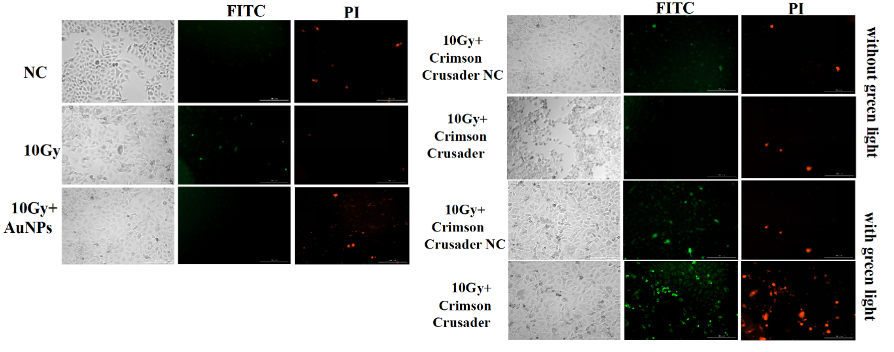 FITC PI
NC
10Gy
10Gy+
AuNPs
FITC PI
10Gy+
Crimson
Crusader NC
10Gy+
Crimson
Crusader
without green light
10Gy+
Crimson
Crusader NC
10Gy+
Crimson
Crusader
with green light